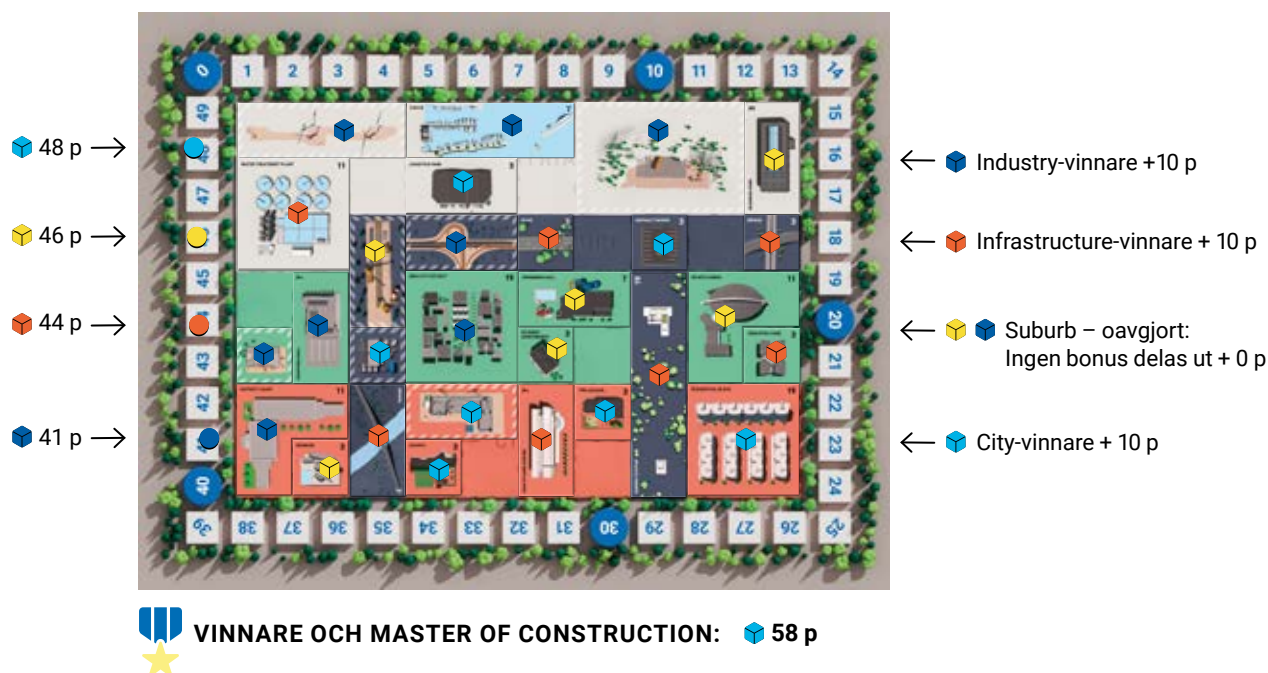 0 1 2 3 4 5 6 7 8 9 10 11 12 13 14
49 15
48 p
16
Industry-vinnare +10 p
47 17
46 p
18
Infrastructure-vinnare + 10 p
45 19
44 p
20
Suburb – oavgjort:
Ingen bonus delas ut + 0 p
43 21
42 22
41 p
23
City-vinnare + 10 p
40 24
39 38 37 36 35 34 33 32 31 30 29 28 27 26 25
VINNARE OCH MASTER OF CONSTRUCTION: 58 p